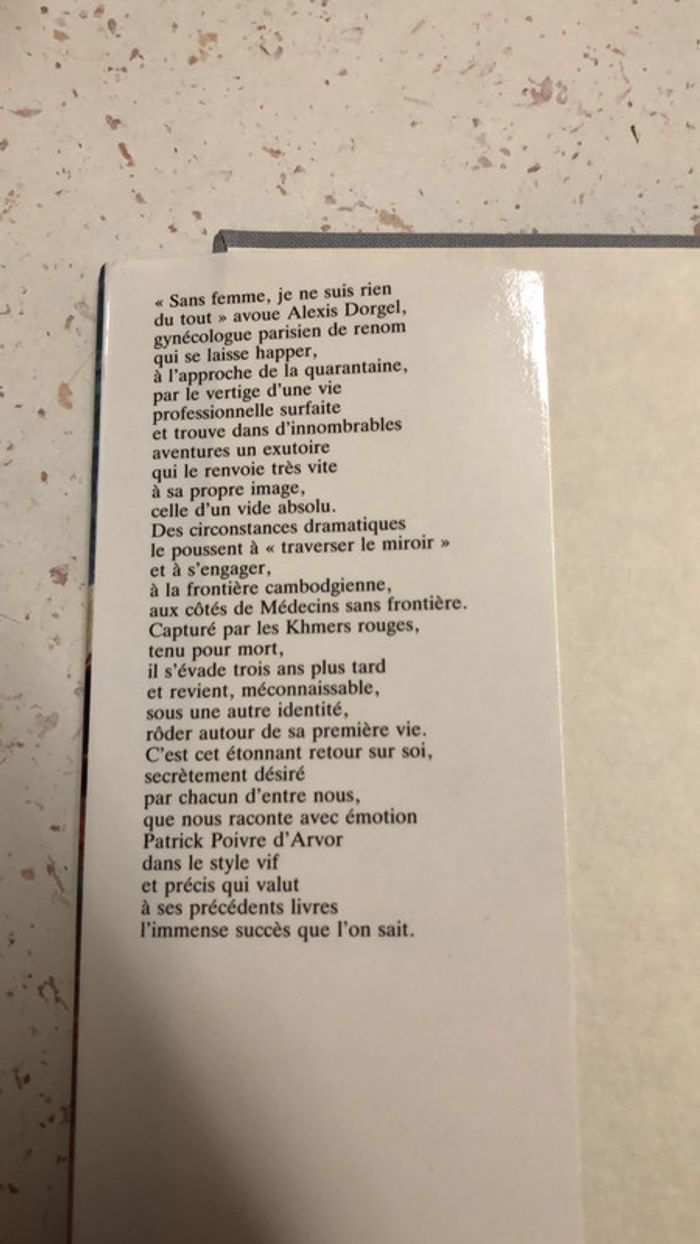 « Sans femme, je ne suis rien
du tout » avoue Alexis Dorgel,
gynécologue parisien de renom
qui se laisse happer,
à l'approche de la quarantaine,
par le vertige d'une vie
professionnelle surfaite
et trouve dans d'innombrables
aventures un exutoire
qui le renvoie très vite
à sa propre image,
celle d'un vide absolu.
Des circonstances dramatiques
le poussent à « traverser le miroir »
et à s'engager,
à la frontière cambodgienne,
aux côtés de Médecins sans frontière.
Capturé par les Khmers rouges,
tenu pour mort,
il s'évade trois ans plus tard
et revient, méconnaissable,
sous une autre identité,
rôder autour de sa première vie.
C'est cet étonnant retour sur soi,
secrètement désiré
par chacun d'entre nous,
que nous raconte avec émotion
Patrick Poivre d'Arvor
dans le style vif
et précis qui valut
à ses précédents livres
l'immense succès que l'on sait.